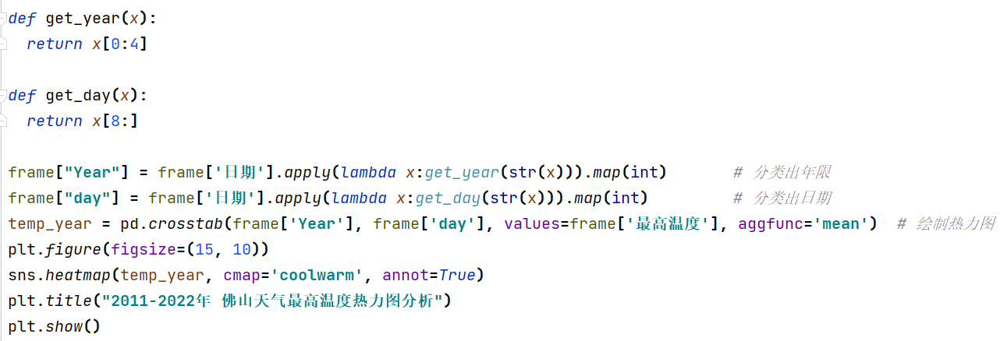 def get_year(x):
  return x[0:4]
def get_day(x):
  return x[8:]
frame["Year"] = frame['日期'].apply(lambda x:get_year(str(x))).map(int)       # 分类出年限
frame["day"] = frame['日期'].apply(lambda x:get_day(str(x))).map(int)         # 分类出日期
temp_year = pd.crosstab(frame['Year'], frame['day'], values=frame['最高温度'], aggfunc='mean')  # 绘制热力图
plt.figure(figsize=(15, 10))
sns.heatmap(temp_year, cmap='coolwarm', annot=True)
plt.title("2011-2022年 佛山天气最高温度热力图分析")
plt.show()